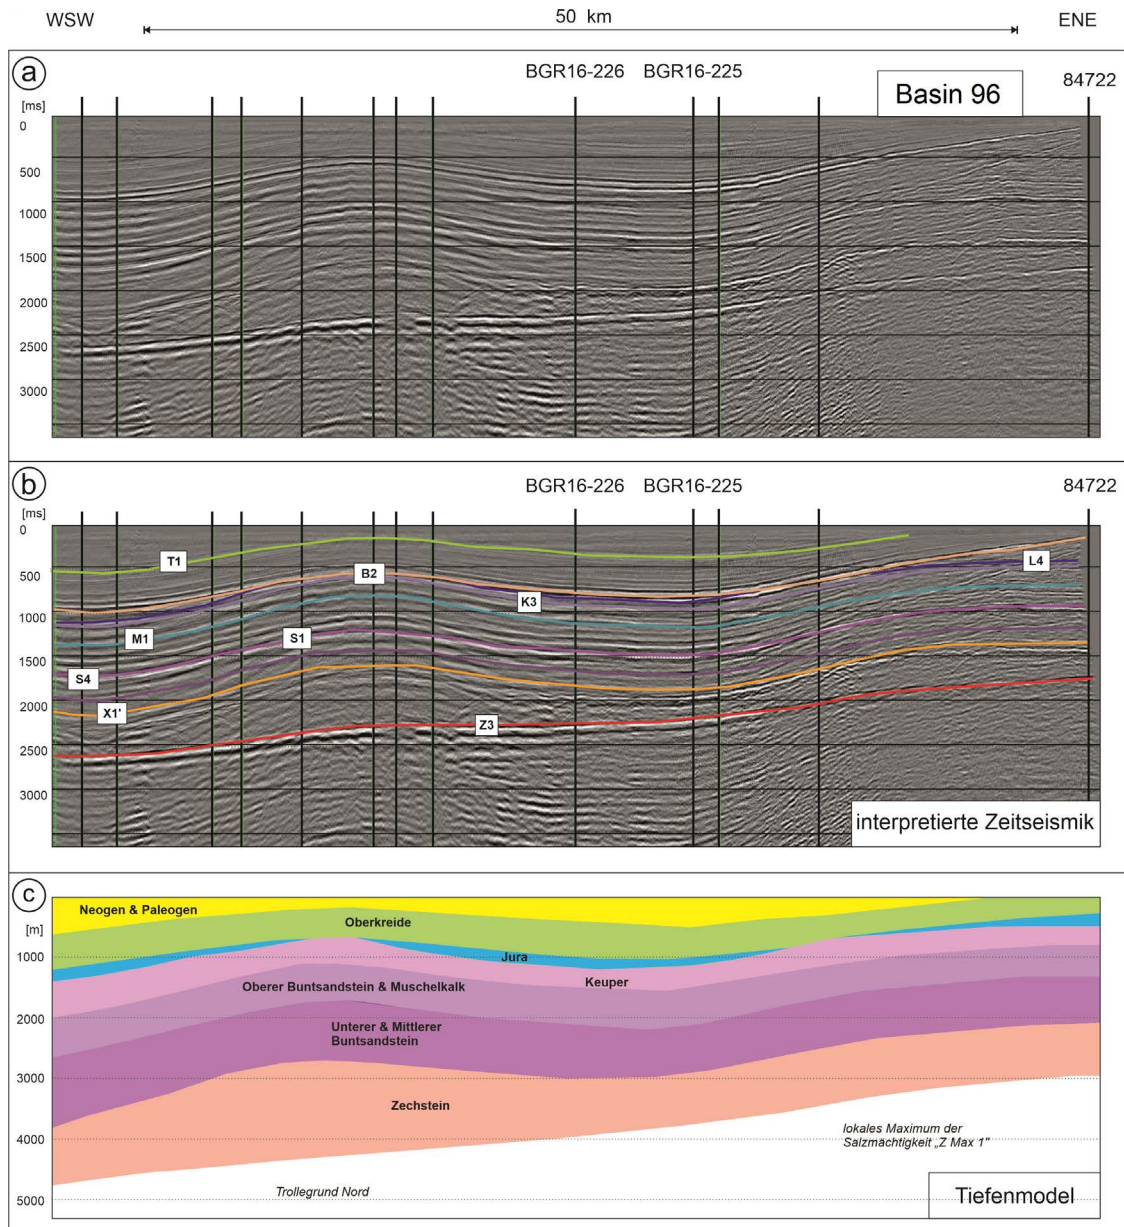 WSW 50 km ENE
a
BGR16-226 BGR16-225 84722
Basin 96
[ms]
0
500
1000
1500
2000
2500
3000
b
BGR16-226 BGR16-225 84722
[ms]
0
T1
500
B2
L4
K3
1000
M1
S1
1500
S4
X1'
2000
Z3
2500
3000
interpretierte Zeitseismik
c
Neogen & Paleogen
[m]
Oberkreide
1000
Jura
Keuper
Oberer Buntsandstein & Muschelkalk
2000
Unterer & Mittlerer
Buntsandstein
3000
Zechstein
lokales Maximum der
Salzmächtigkeit „Z Max 1"
4000
Trollegrund Nord
5000
Tiefenmodel